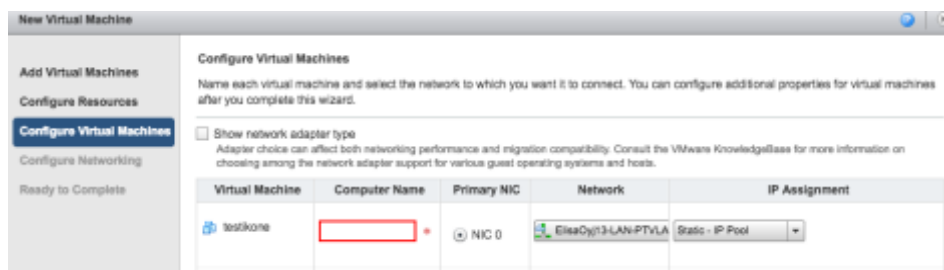 New Virtual Machine
Add Virtual Machines
Configure Resources
Configure Virtual Machines
Configure Networking
Ready to Complete
Configure Virtual Machines
Name each virtual machine and select the network to which you want it to connect. You can configure additional properties for virtual machines
after you complete this wizard.
Show network adapter type
Adapter choice can affect both networking performance and migration compatibility. Consult the VMware KnowledgeBase for more information on
choosing among the network adapter support for various guest operating systems and hosts.
Virtual Machine Computer Name Primary NIC Network IP Assignment
testikone * NIC 0 ElisaOyj13-LAN-PTVLA Static - IP Pool